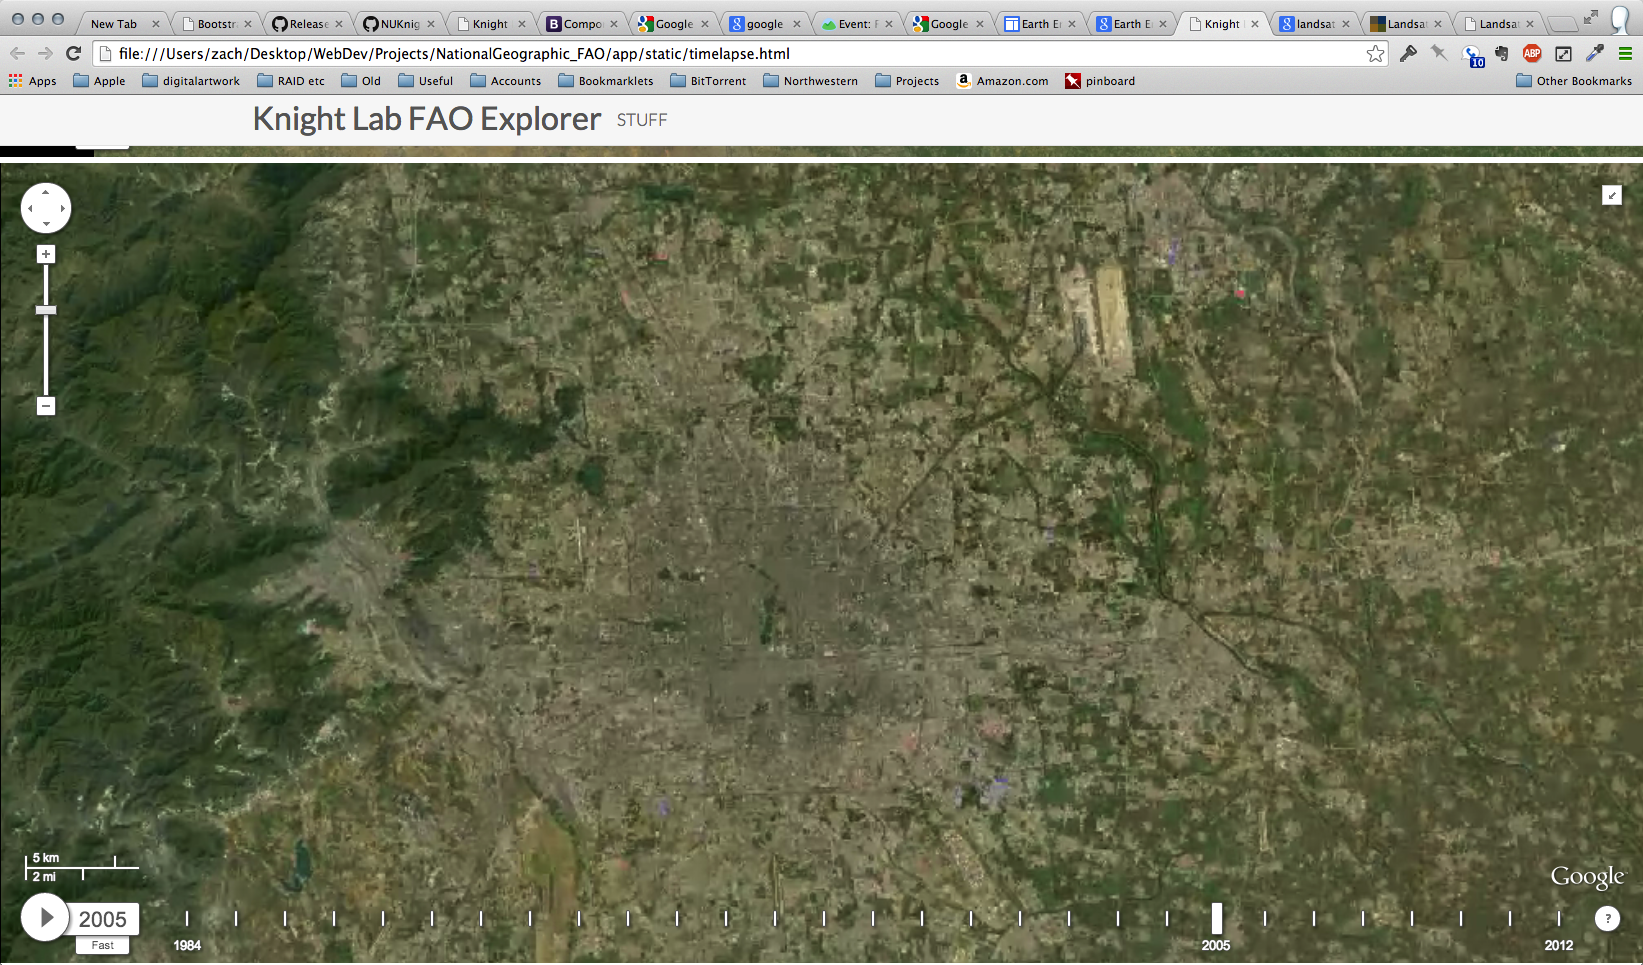 New Tab
Bootstr
Release
NUKnig
Knight
B Compo
Google
google
Event: F
Google
Earth E
Earth E
Knight
landsat
Landsat
Landsat
file:///Users/zach/Desktop/WebDev/Projects/NationalGeographic_FAO/app/static/timelapse.html
10
ABP
Apps Apple digitalartwork RAID etc Old Useful Accounts Bookmarklets BitTorrent Northwestern Projects Amazon.com pinboard Other Bookmarks
Knight Lab FAO Explorer STUFF
+
−
5 km
2 mi
Google
2005
Fast
1984
2005
2012
?